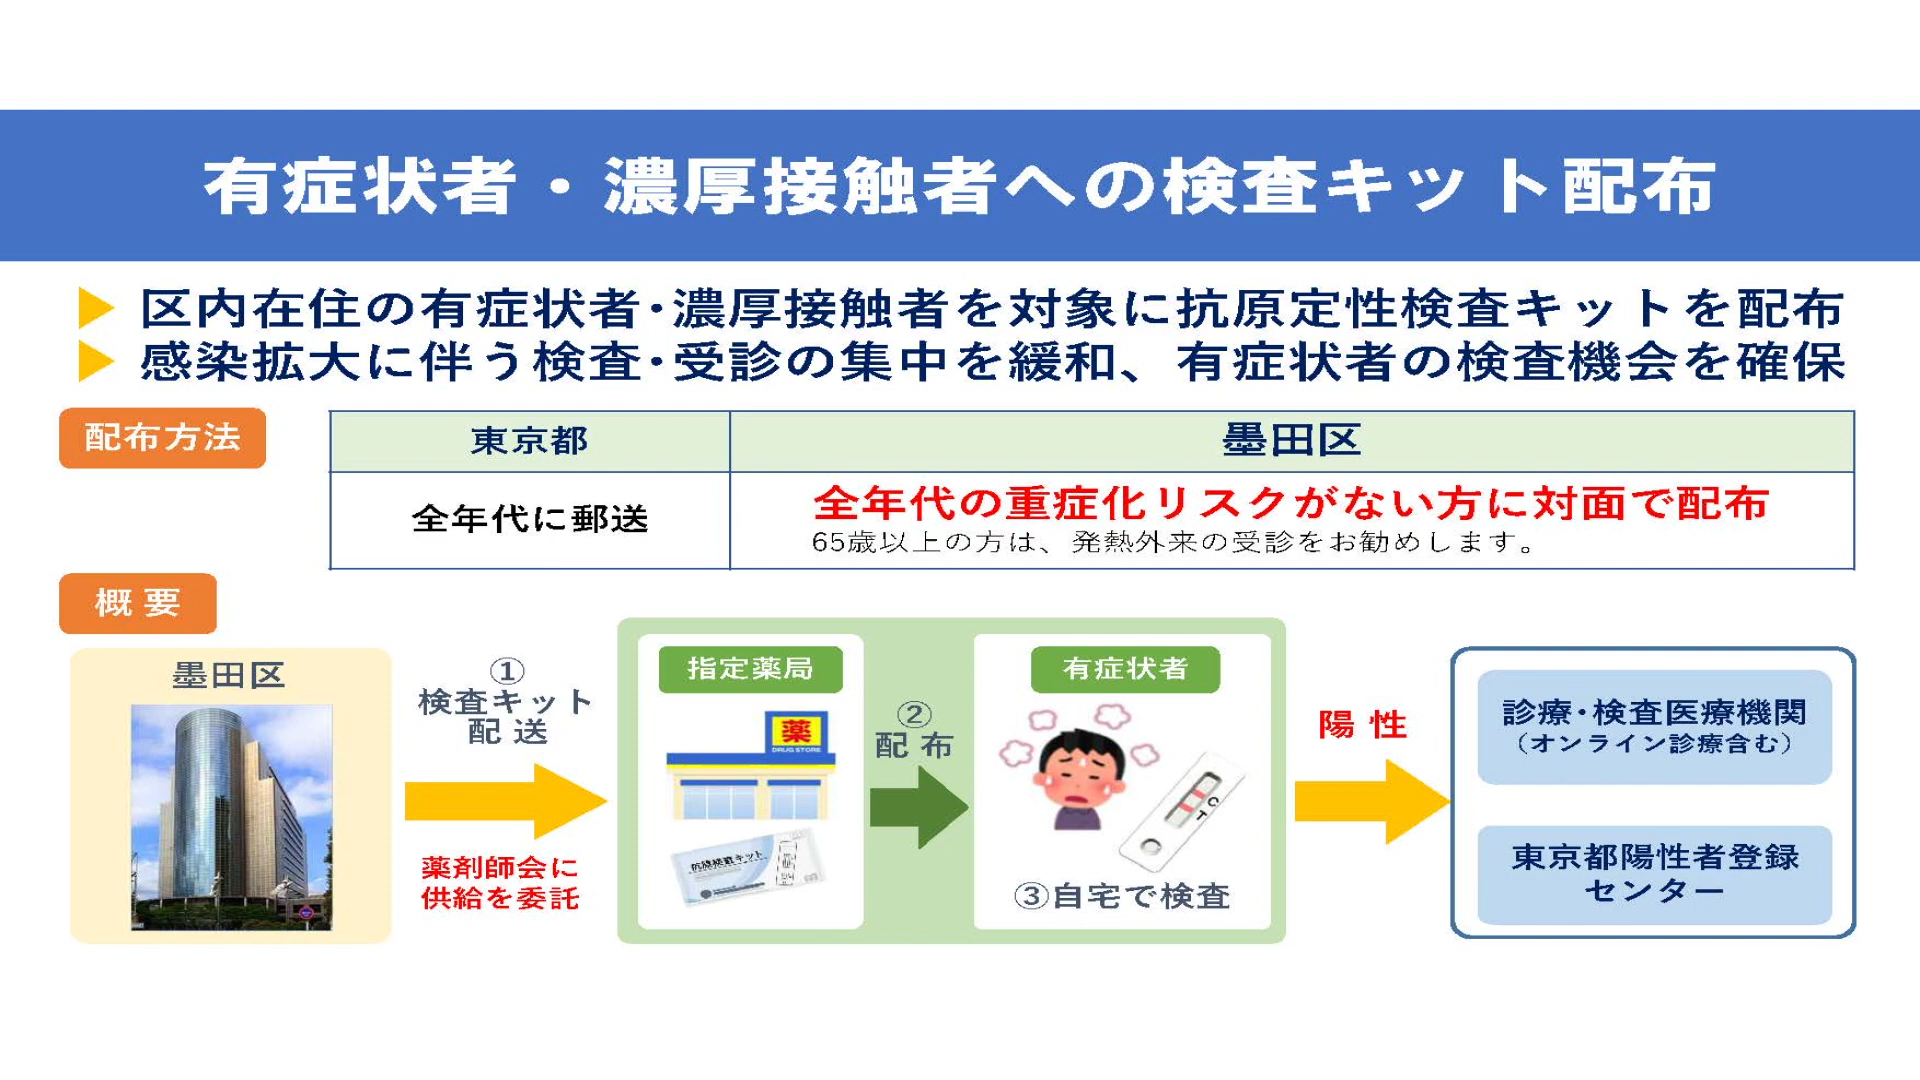 有症状者・濃厚接触者への検査キット配布
区内在住の有症状者・濃厚接触者を対象に抗原定性検査キットを配布
感染拡大に伴う検査・受診の集中を緩和、有症状者の検査機会を確保
配布方法
東京都
墨田区
全年代に郵送
全年代の重症化リスクがない方に対面で配布
65歳以上の方は、発熱外来の受診をお勧めします。
概要
墨田区
①
検査キット
配送
薬剤師会に
供給を委託
指定薬局
薬
DRUG STORE
抗原検査キット
②
配布
有症状者
C
T
③自宅で検査
陽性
診療・検査医療機関
（オンライン診療含む）
東京都陽性者登録
センター